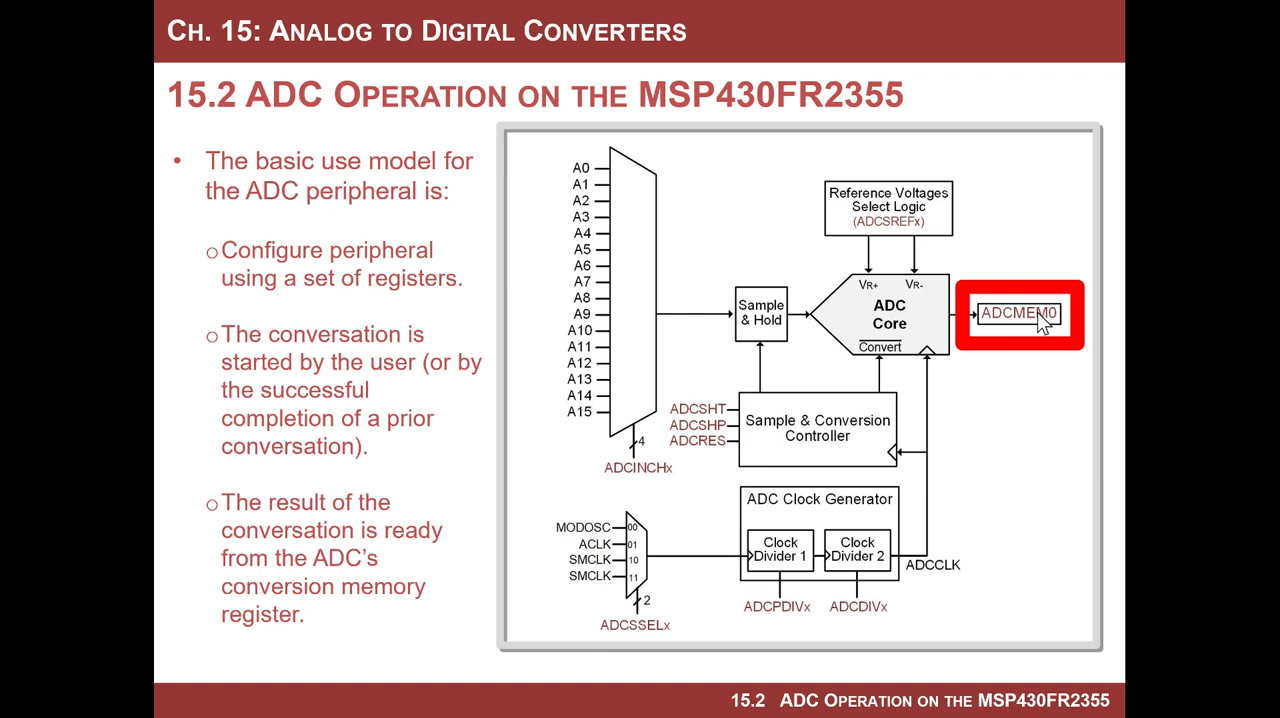 CH. 15: ANALOG TO DIGITAL CONVERTERS
15.2 ADC OPERATION ON THE MSP430FR2355
• The basic use model for
the ADC peripheral is:
o Configure peripheral
using a set of registers.
o The conversation is
started by the user (or by
the successful
completion of a prior
conversation).
o The result of the
conversation is ready
from the ADC's
conversion memory
register.
A0
A1
A2
A3
A4
A5
A6
A7
A8
A9
A10
A11
A12
A13
A14
A15
4
ADCINCHx
Sample
& Hold
Reference Voltages
Select Logic
(ADCSREFx)
VR+ VR-
ADC
Core
Convert
ADCMEM0
ADCSHT
ADCSHP
ADCRES
Sample & Conversion
Controller
MODOSC 00
ACLK 01
SMCLK 10
SMCLK 11
2
ADCSSELx
ADC Clock Generator
Clock
Divider 1
Clock
Divider 2
ADCCLK
ADCPDIVx
ADCDIVx
15.2 ADC OPERATION ON THE MSP430FR2355